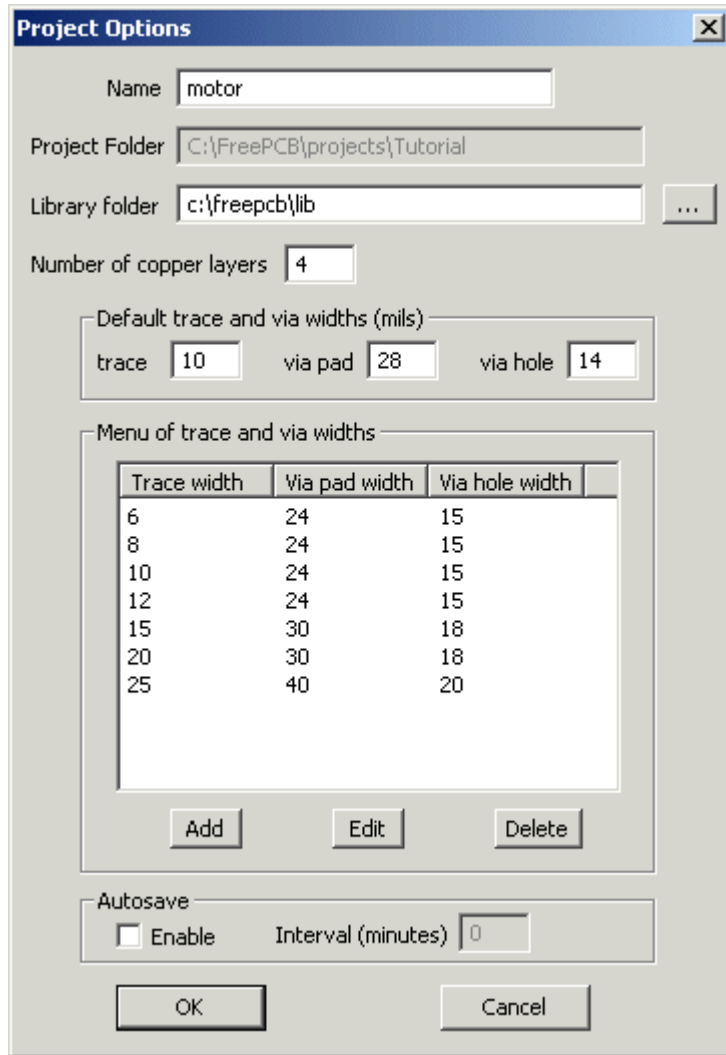 Project Options
Name motor
Project Folder C:\FreePCB\projects\Tutorial
Library folder c:\freepcb\lib ...
Number of copper layers 4
Default trace and via widths (mils)
trace 10 via pad 28 via hole 14
Menu of trace and via widths
Trace width Via pad width Via hole width
6 24 15
8 24 15
10 24 15
12 24 15
15 30 18
20 30 18
25 40 20
Add Edit Delete
Autosave
Enable Interval (minutes) 0
OK Cancel